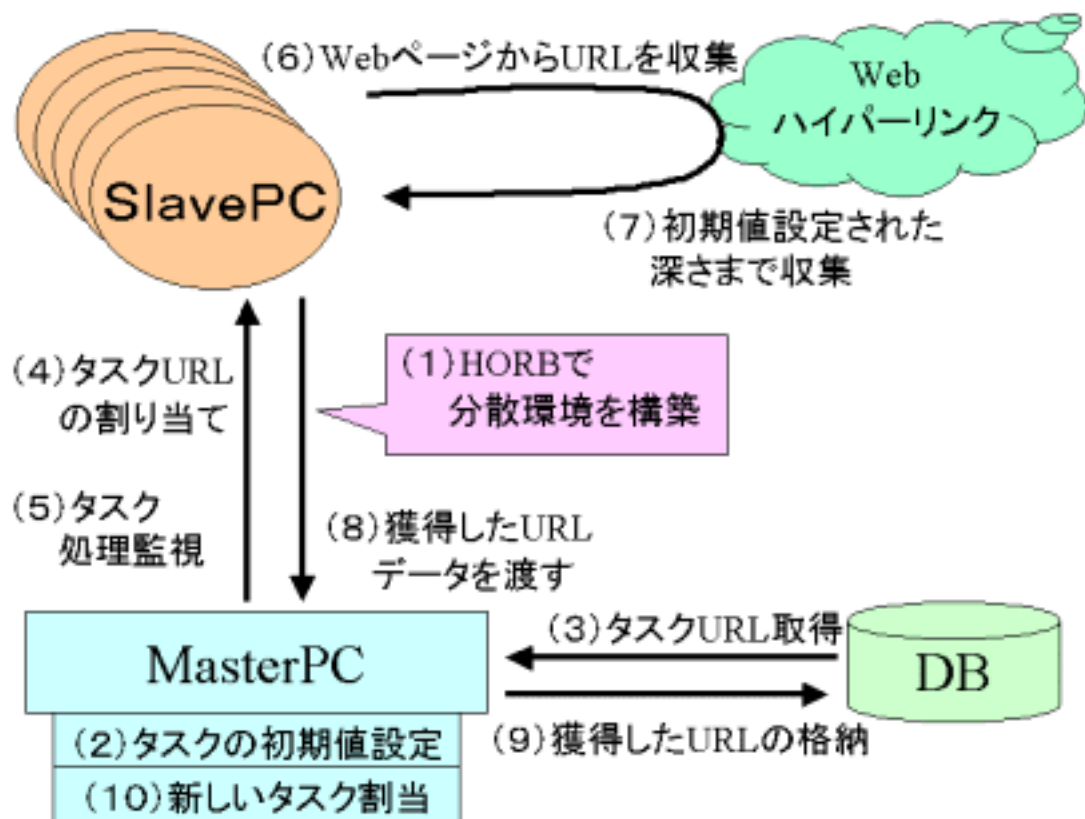 (6)WebページからURLを収集
Web
ハイパーリンク
SlavePC
(7)初期値設定された
深さまで収集
(4)タスクURL
の割り当て
(1)HORBで
分散環境を構築
(5)タスク
処理監視
(8)獲得したURL
データを渡す
(3)タスクURL取得
MasterPC
DB
(2)タスクの初期値設定
(9)獲得したURLの格納
(10)新しいタスク割当